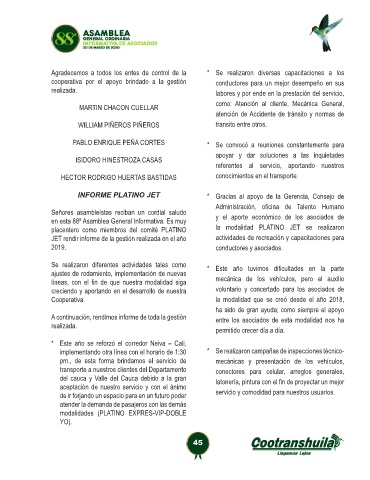 88ª
ASAMBLEA
GENERAL ORDINARIA
INFORMATIVA DE ASOCIADOS
30 DE MARZO DE 2020
Agradecemos a todos los entes de control de la
cooperativa por el apoyo brindado a la gestión
realizada.
MARTIN CHACON CUELLAR
WILLIAM PIÑEROS PIÑEROS
PABLO ENRIQUE PEÑA CORTES
ISIDORO HINESTROZA CASAS
HECTOR RODRIGO HUERTAS BASTIDAS
INFORME PLATINO JET
Señores asambleístas reciban un cordial saludo
en esta 88ª Asamblea General Informativa. Es muy
placentero como miembros del comité PLATINO
JET rendir informe de la gestión realizada en el año
2019.
Se realizaron diferentes actividades tales como
ajustes de rodamiento, implementación de nuevas
líneas, con el fin de que nuestra modalidad siga
creciendo y aportando en el desarrollo de nuestra
Cooperativa.
A continuación, rendimos informe de toda la gestión
realizada.
* Este año se reforzó el corredor Neiva – Cali,
implementando otra línea con el horario de 1:30
pm., de esta forma brindamos el servicio de
transporte a nuestros clientes del Departamento
del cauca y Valle del Cauca debido a la gran
aceptación de nuestro servicio y con el ánimo
de ir forjando un espacio para en un futuro poder
atender la demanda de pasajeros con las demás
modalidades (PLATINO EXPRES-VIP-DOBLE
YO).
* Se realizaron diversas capacitaciones a los
conductores para un mejor desempeño en sus
labores y por ende en la prestación del servicio,
como: Atención al cliente, Mecánica General,
atención de Accidente de tránsito y normas de
transito entre otros.
* Se convocó a reuniones constantemente para
apoyar y dar soluciones a las inquietudes
referentes al servicio, aportando nuestros
conocimientos en el transporte.
* Gracias al apoyo de la Gerencia, Consejo de
Administración, oficina de Talento Humano
y el aporte económico de los asociados de
la modalidad PLATINO JET se realizaron
actividades de recreación y capacitaciones para
conductores y asociados.
* Este año tuvimos dificultades en la parte
mecánica de los vehículos, pero el auxilio
voluntario y concertado para los asociados de
la modalidad que se creó desde el año 2018,
ha sido de gran ayuda; como siempre el apoyo
entre los asociados de esta modalidad nos ha
permitido crecer día a día.
* Se realizaron campañas de inspecciones técnico-
mecánicas y presentación de los vehículos,
conectores para celular, arreglos generales,
latonería, pintura con el fin de proyectar un mejor
servicio y comodidad para nuestros usuarios.
45
Cootranshuila
Llegamos Lejos